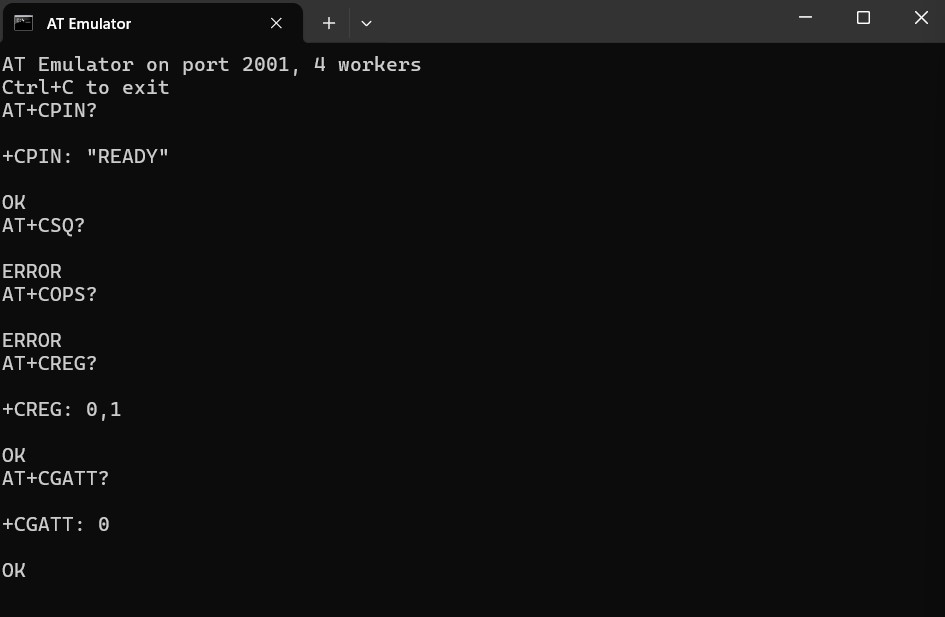 AT Emulator
AT Emulator on port 2001, 4 workers
Ctrl+C to exit
AT+CPIN?
+CPIN: "READY"
OK
AT+CSQ?
ERROR
AT+COPS?
ERROR
AT+CREG?
+CREG: 0,1
OK
AT+CGATT?
+CGATT: 0
OK